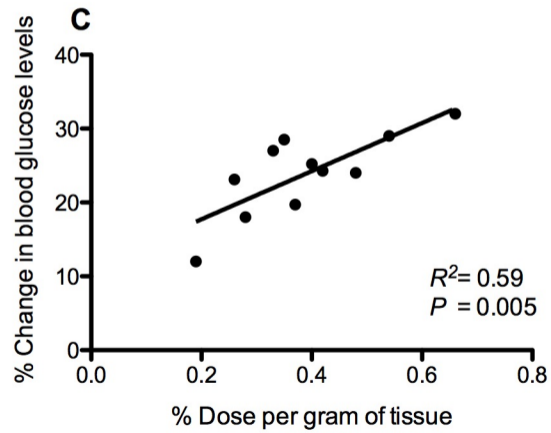 C
% Change in blood glucose levels
40
30
20
10
0
R²= 0.59
P = 0.005
0.0 0.2 0.4 0.6 0.8
% Dose per gram of tissue